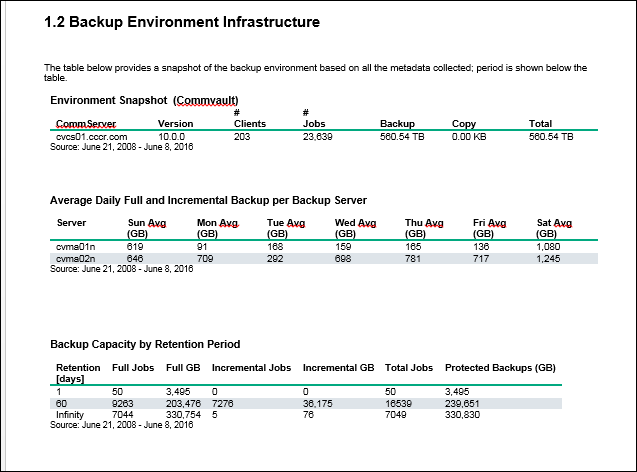 1.2 Backup Environment Infrastructure
The table below provides a snapshot of the backup environment based on all the metadata collected; period is shown below the
table.
Environment Snapshot (Commvault)
# #
CommServer Version Clients Jobs Backup Copy Total
cvcs01.cccr.com 10.0.0 203 23,639 560.54 TB 0.00 KB 560.54 TB
Source: June 21, 2008 - June 8, 2016
Average Daily Full and Incremental Backup per Backup Server
Server Sun Avg Mon Avg Tue Avg Wed Avg Thu Avg Fri Avg Sat Avg
(GB) (GB) (GB) (GB) (GB) (GB) (GB)
cvma01n 619 91 168 159 165 136 1,080
cvma02n 646 709 292 698 781 717 1,245
Source: June 21, 2008 - June 8, 2016
Backup Capacity by Retention Period
Retention Full Jobs Full GB Incremental Jobs Incremental GB Total Jobs Protected Backups (GB)
[days]
1 50 3,495 0 0 50 3,495
60 9263 203,476 7276 36,175 16539 239,651
Infinity 7044 330,754 5 76 7049 330,830
Source: June 21, 2008 - June 8, 2016